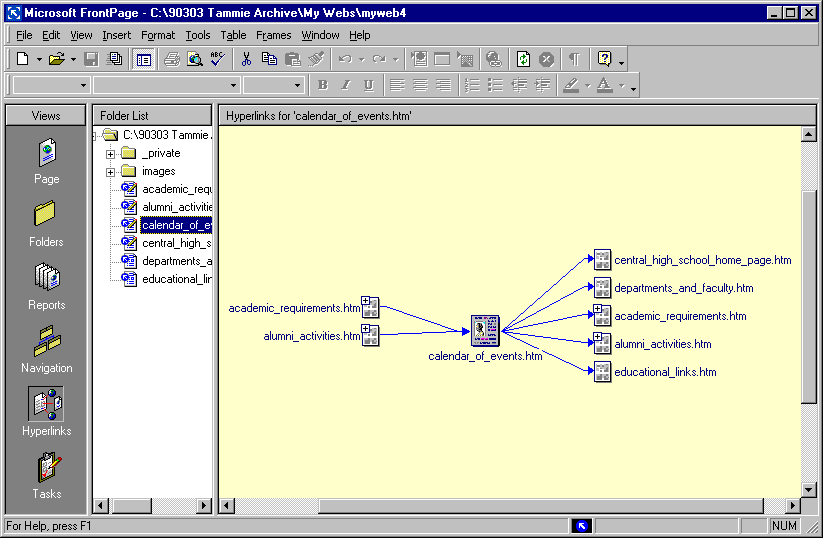 Microsoft FrontPage - C:\90303 Tammie Archive\My Webs\myweb4
File Edit View Insert Format Tools Table Frames Window Help
ABC
B I U
A
Views
Folder List
Hyperlinks for 'calendar_of_events.htm'
C:\90303 Tammie
_private
images
academic_requ
alumni_activitie
calendar_of_ev
central_high_s
departments_a
educational_lin
Page
Folders
Reports
Navigation
Hyperlinks
Tasks
academic_requirements.htm
alumni_activities.htm
calendar_of_events.htm
central_high_school_home_page.htm
departments_and_faculty.htm
academic_requirements.htm
alumni_activities.htm
educational_links.htm
For Help, press F1
NUM